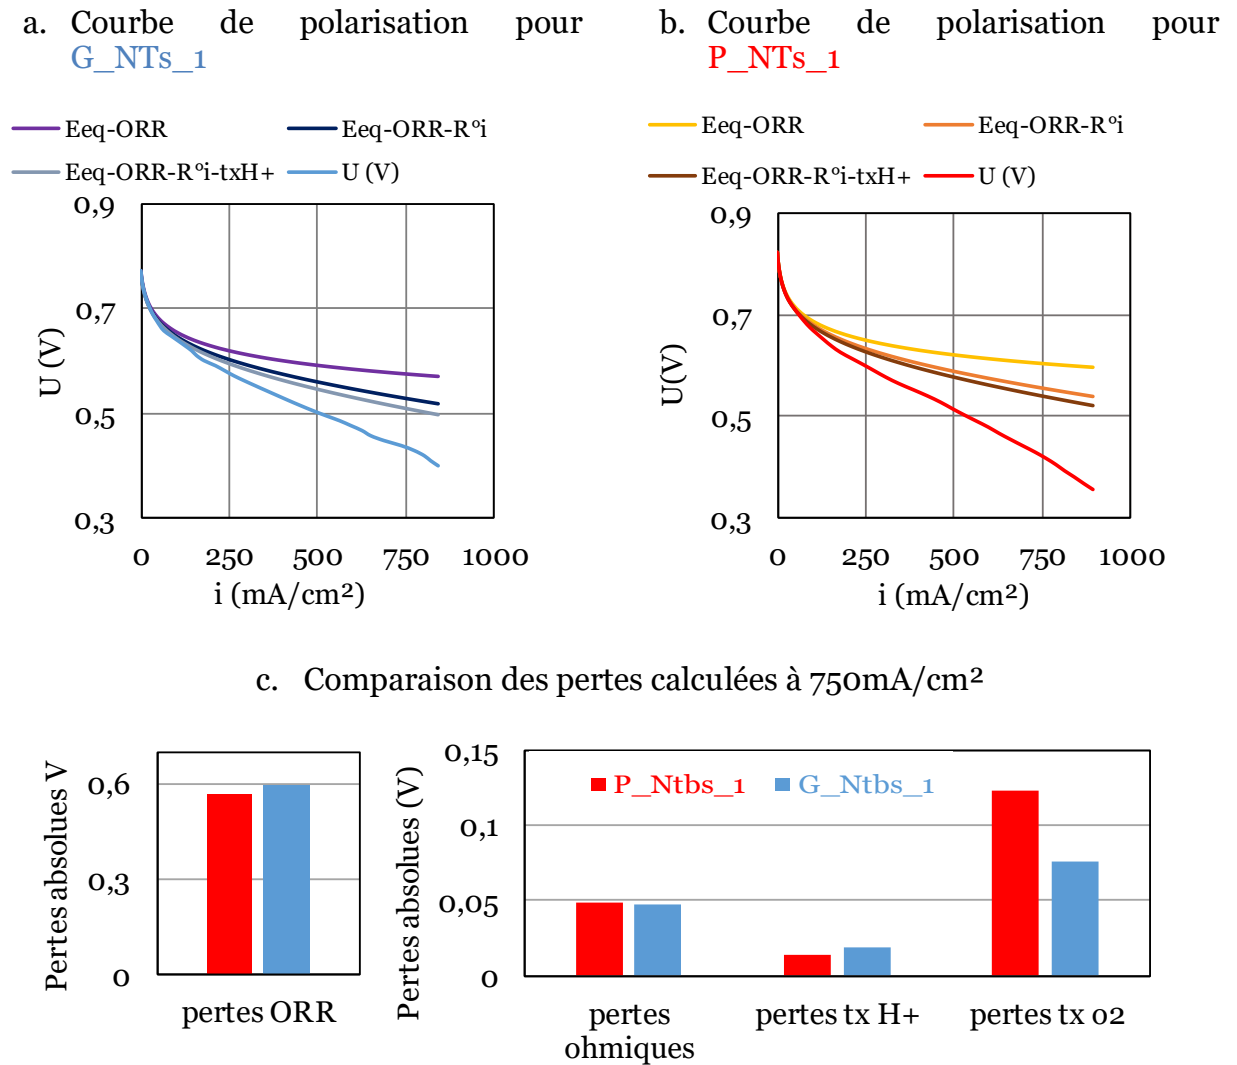 a. Courbe de polarisation pour
G_NTs_1
b. Courbe de polarisation pour
P_NTs_1
Eeq-ORR
Eeq-ORR-R°i
Eeq-ORR-R°i-txH+
U (V)
0,9
0,7
0,5
0,3
U (V)
0 250 500 750 1000
i (mA/cm²)
Eeq-ORR
Eeq-ORR-R°i
Eeq-ORR-R°i-txH+
U (V)
0,9
0,7
0,5
0,3
U(V)
0 250 500 750 1000
i (mA/cm²)
c. Comparaison des pertes calculées à 750mA/cm²
Pertes absolues V
0,6
0,3
0
pertes ORR
Pertes absolues (V)
0,15
0,1
0,05
0
P_Ntbs_1
G_Ntbs_1
pertes
ohmiques
pertes tx H+
pertes tx o2